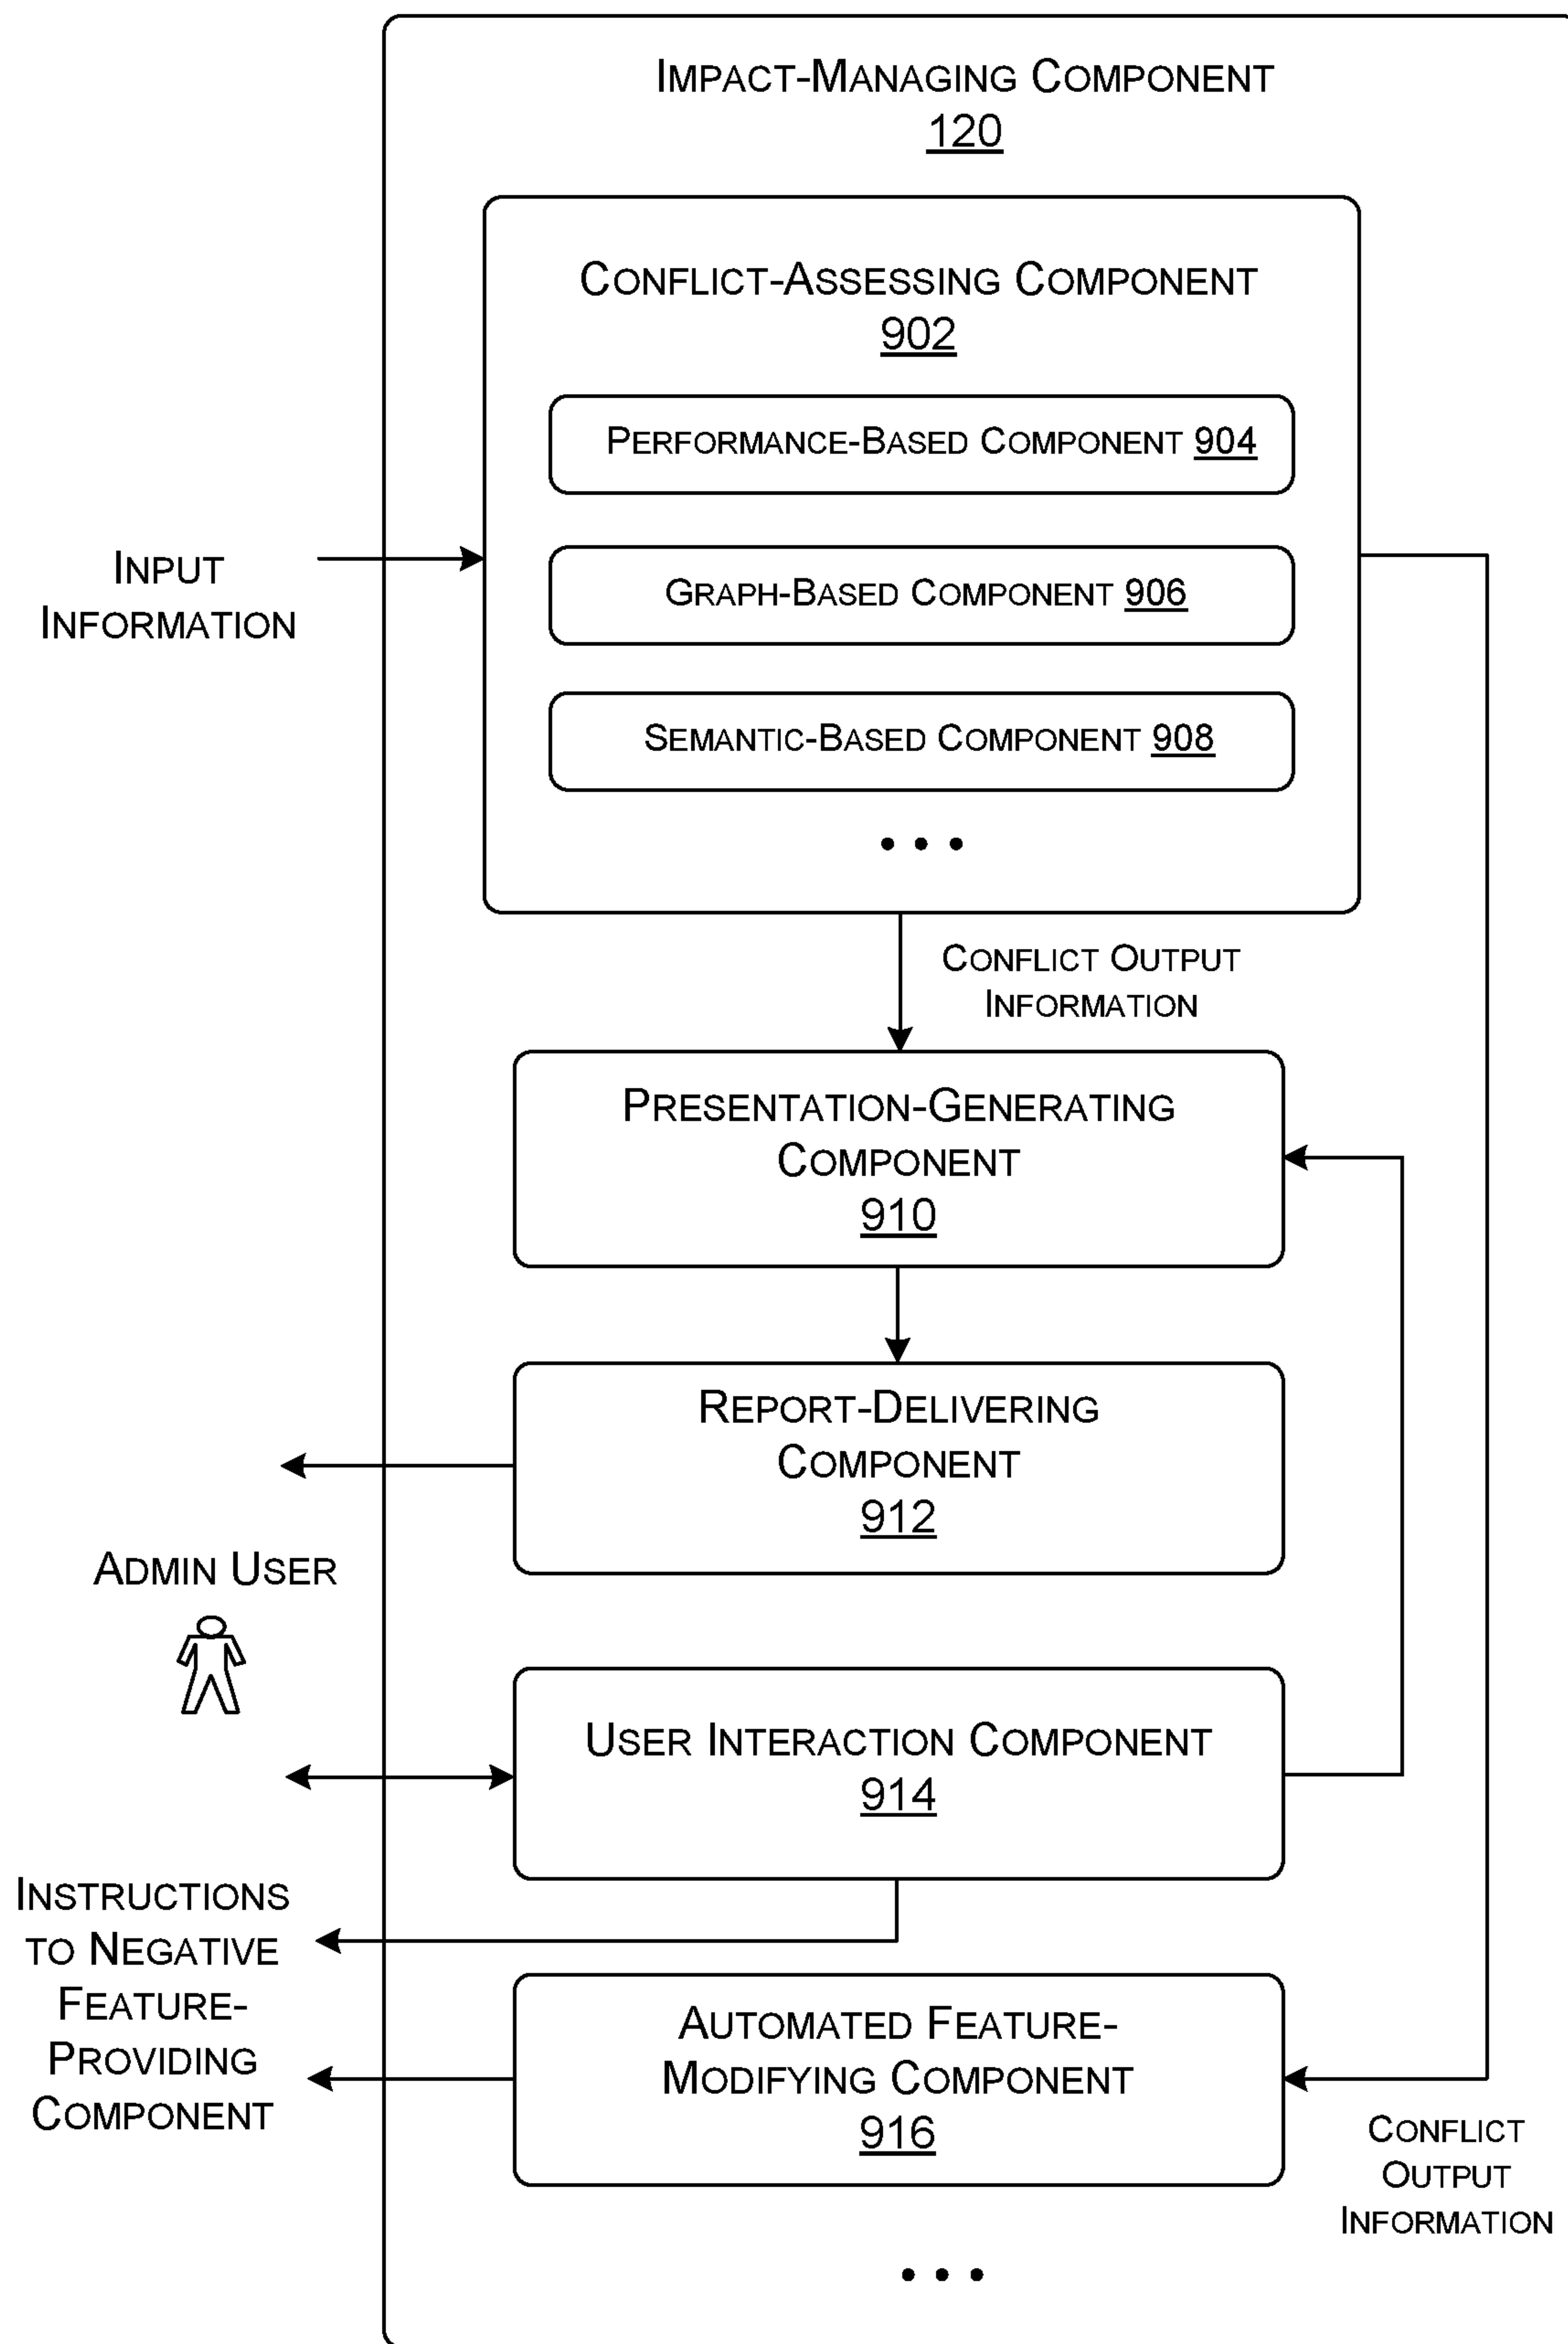 IMPACT-MANAGING COMPONENT
120
CONFLICT-ASSESSING COMPONENT
902
PERFORMANCE-BASED COMPONENT 904
INPUT
INFORMATION
GRAPH-BASED COMPONENT 906
SEMANTIC-BASED COMPONENT 908
CONFLICT OUTPUT
INFORMATION
PRESENTATION-GENERATING
COMPONENT
910
REPORT-DELIVERING
COMPONENT
912
ADMIN USER
USER INTERACTION COMPONENT
914
INSTRUCTIONS
TO NEGATIVE
FEATURE-
PROVIDING
COMPONENT
AUTOMATED FEATURE-
MODIFYING COMPONENT
916
CONFLICT
OUTPUT
INFORMATION